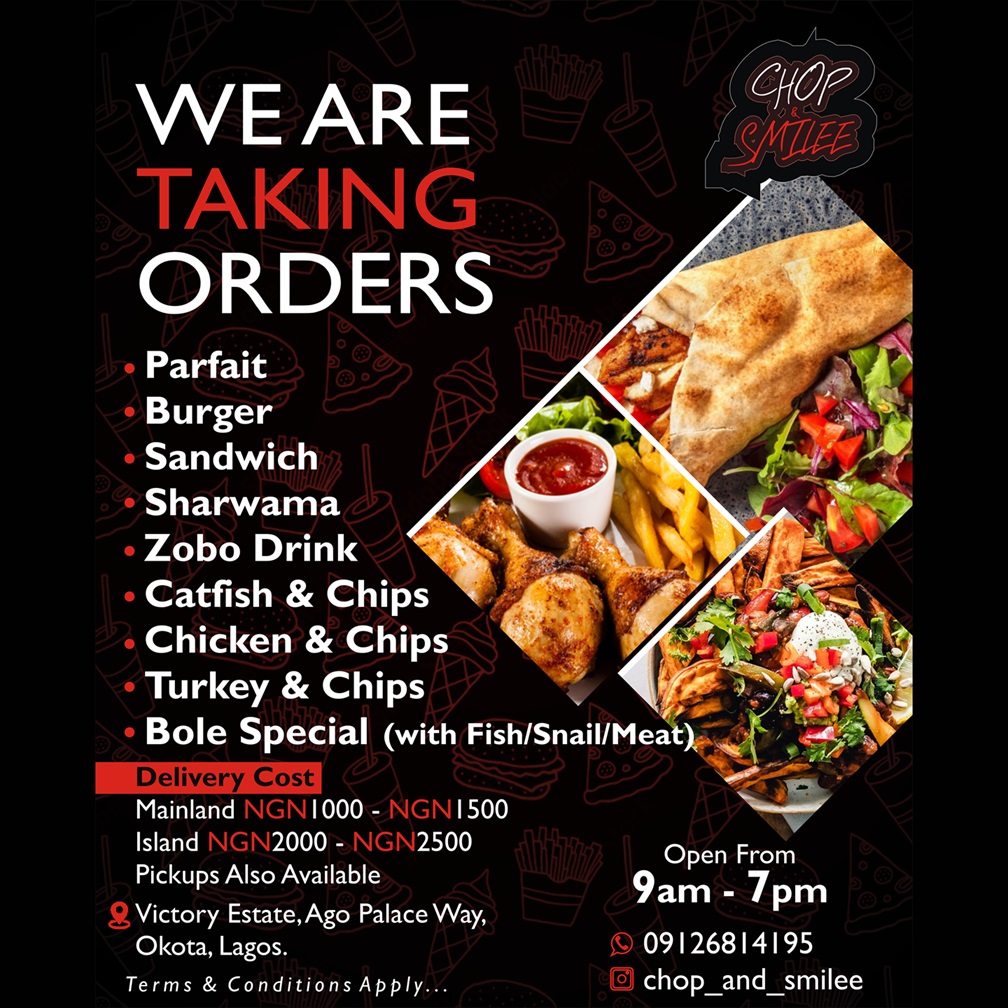 CHOP
&
SMILEE
WE ARE
TAKING
ORDERS
• Parfait
• Burger
• Sandwich
• Sharwama
• Zobo Drink
• Catfish & Chips
• Chicken & Chips
• Turkey & Chips
• Bole Special (with Fish/Snail/Meat)
Delivery Cost
Mainland NGN1000 - NGN1500
Island NGN2000 - NGN2500
Pickups Also Available
Victory Estate, Ago Palace Way,
Okota, Lagos.
Terms & Conditions Apply...
Open From
9am - 7pm
09126814195
chop_and_smilee